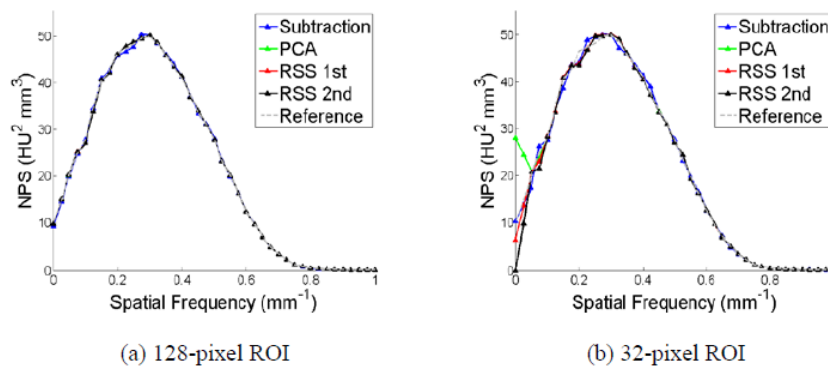 Subtraction
PCA
RSS 1st
RSS 2nd
Reference
NPS (HU² mm³)
50
40
30
20
10
0
0 0.2 0.4 0.6 0.8 1
Spatial Frequency (mm⁻¹)
(a) 128-pixel ROI
Subtraction
PCA
RSS 1st
RSS 2nd
Reference
NPS (HU² mm³)
50
40
30
20
10
0
0 0.2 0.4 0.6 0.8 1
Spatial Frequency (mm⁻¹)
(b) 32-pixel ROI